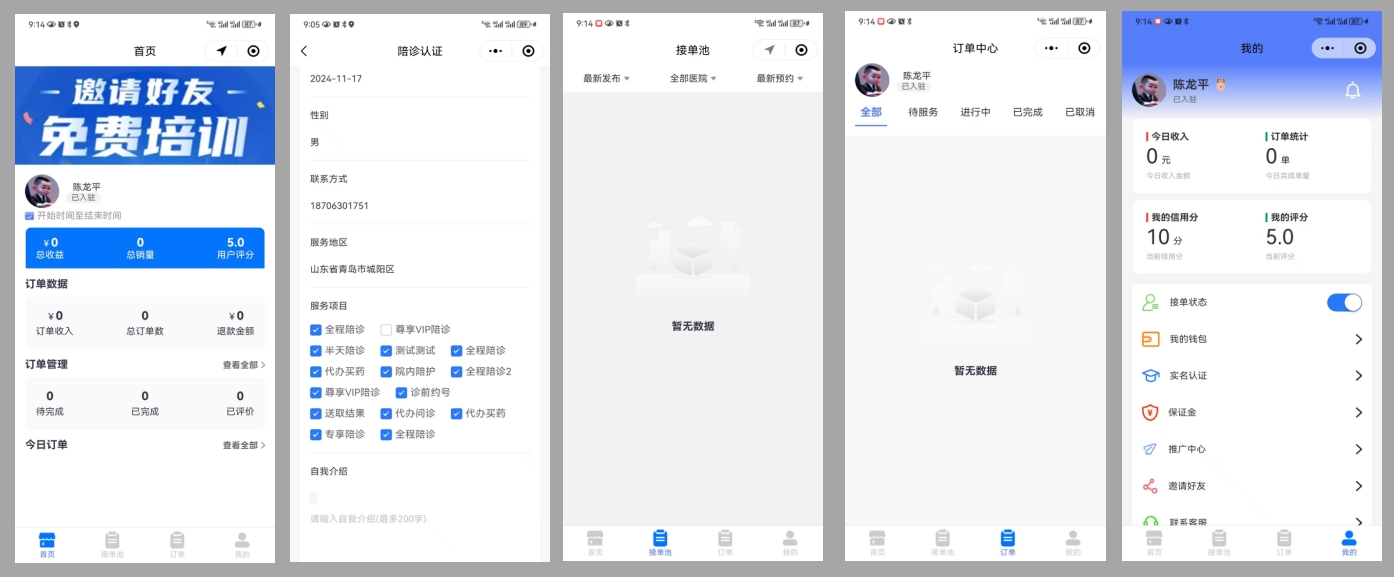 9:14
87
首页
邀请好友
免费培训
陈龙平
已入驻
开始时间至结束时间
¥0 0 5.0
总收益 总销量 用户评分
订单数据
¥0 0 ¥0
订单收入 总订单数 退款金额
订单管理 查看全部
0 0 0
待完成 已完成 已评价
今日订单 查看全部
首页 接单池 订单 我的
9:05
89
陪诊认证
2024-11-17
性别
男
联系方式
18706301751
服务地区
山东省青岛市城阳区
服务项目
全程陪诊 尊享VIP陪诊
半天陪诊 测试测试 全程陪诊
代办买药 院内陪护 全程陪诊2
尊享VIP陪诊 诊前约号
送取结果 代办问诊 代办买药
专享陪诊 全程陪诊
自我介绍
请输入自我介绍(最多200字)
9:14
87
接单池
最新发布 全部医院 最新预约
暂无数据
首页 接单池 订单 我的
9:14
87
订单中心
陈龙平
已入驻
全部 待服务 进行中 已完成 已取消
暂无数据
首页 接单池 订单 我的
9:14
87
我的
陈龙平
已入驻
今日收入 订单统计
0 元 0 单
今日收入金额 今日完成单量
我的信用分 我的评分
10 分 5.0
当前信用分 当前评分
接单状态
我的钱包
实名认证
保证金
推广中心
邀请好友
联系客服
首页 接单池 订单 我的